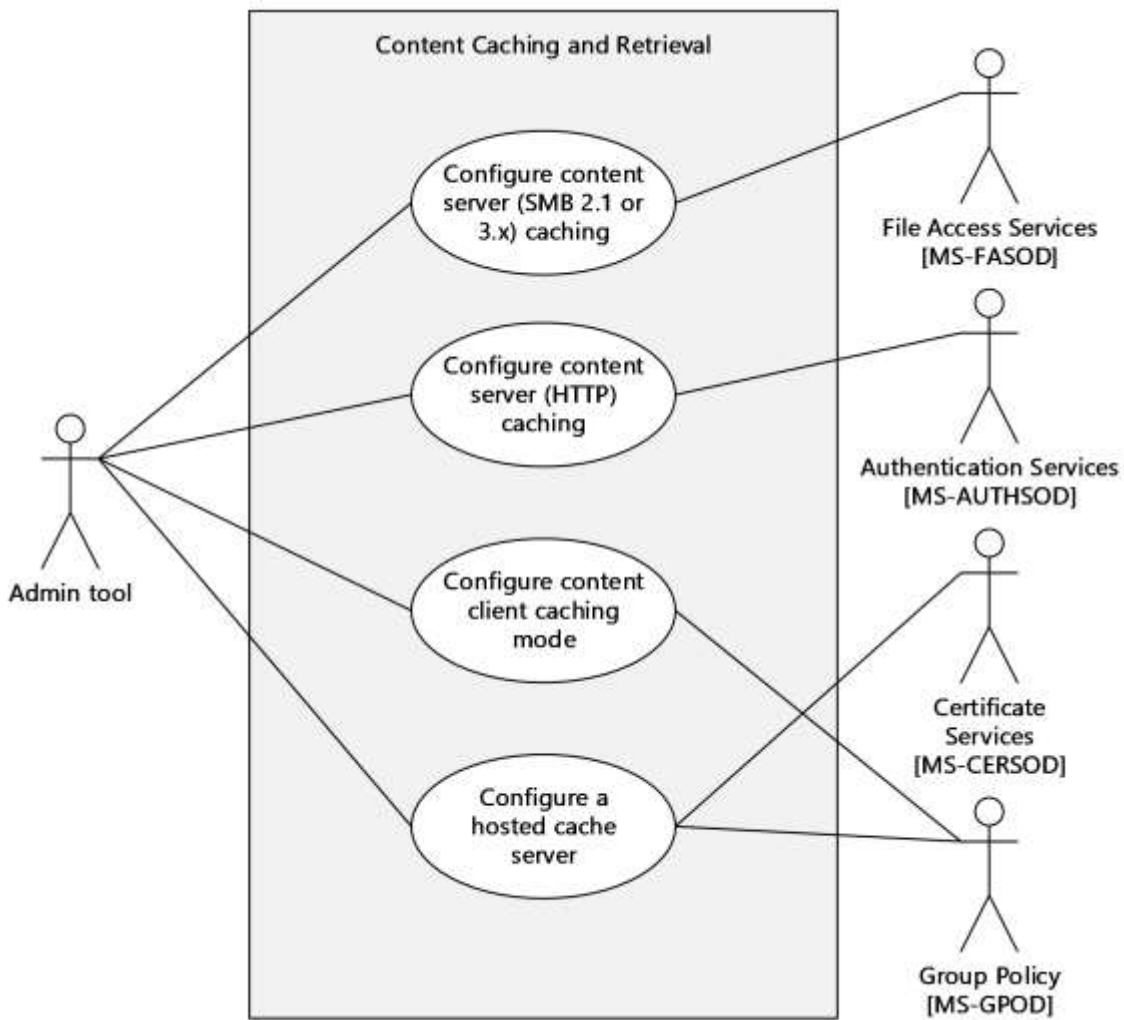 Content Caching and Retrieval
Configure content
server (SMB 2.1 or
3.x) caching
File Access Services
[MS-FASOD]
Configure content
server (HTTP)
caching
Authentication Services
[MS-AUTHSOD]
Admin tool
Configure content
client caching
mode
Certificate
Services
[MS-CERSOD]
Configure a
hosted cache
server
Group Policy
[MS-GPOD]